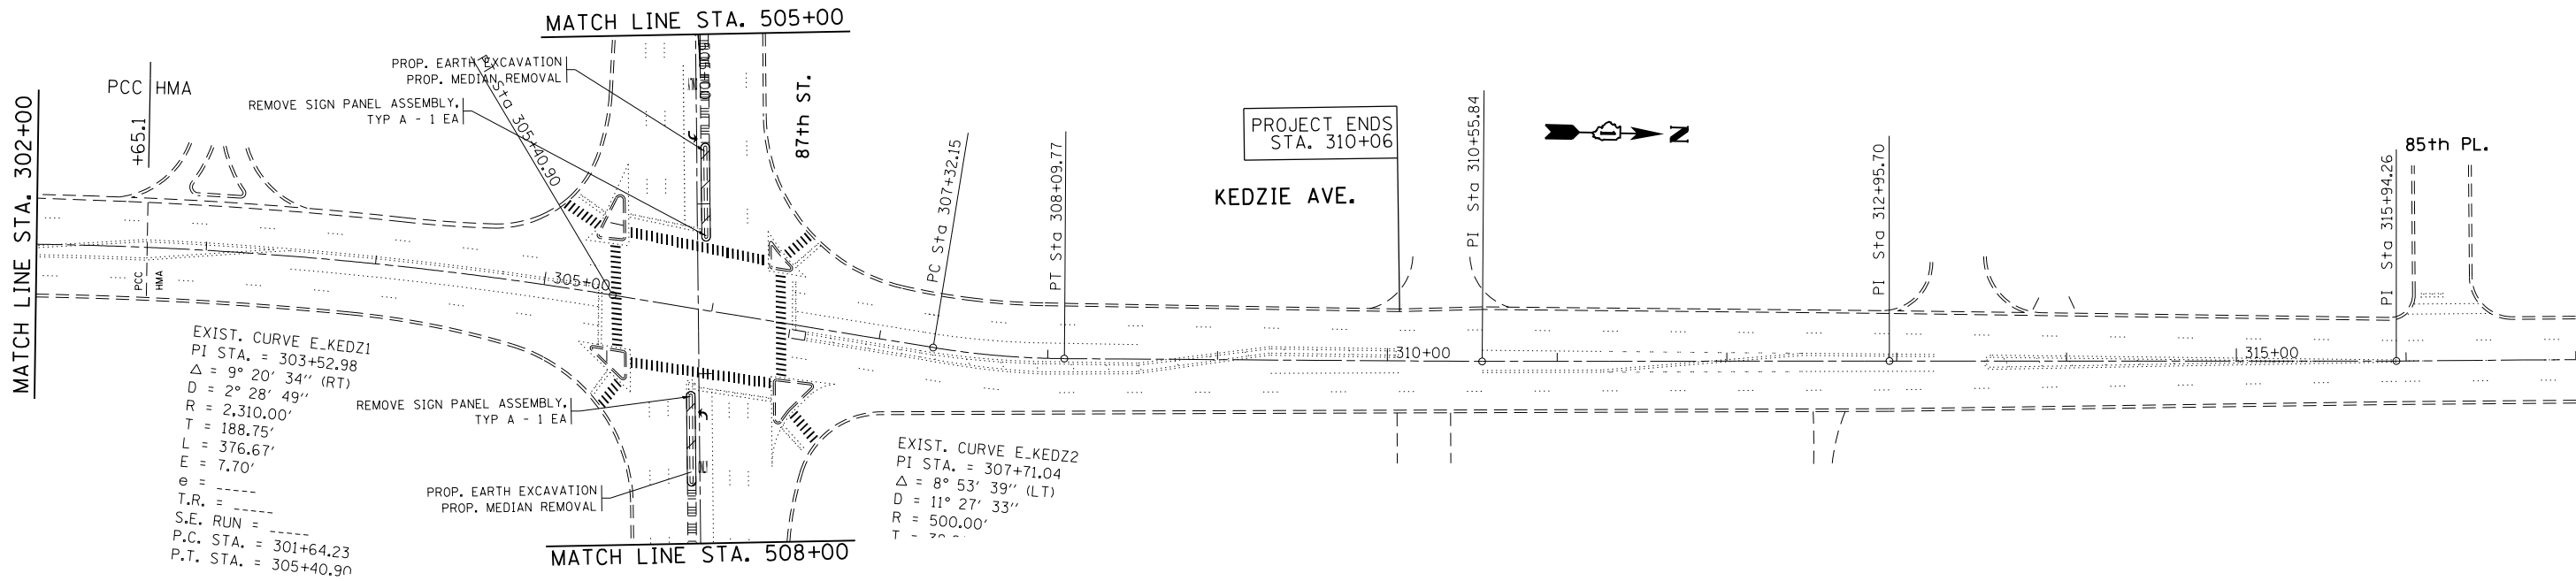 MATCH LINE STA. 505+00
MATCH LINE STA. 302+00
PCC HMA
+65.1
PROP. EARTH EXCAVATION
PROP. MEDIAN REMOVAL
REMOVE SIGN PANEL ASSEMBLY,
TYP A - 1 EA
Sta 305+40.90
87th ST.
PC Sta 307+32.15
PT Sta 308+09.77
PROJECT ENDS
STA. 310+06
KEDZIE AVE.
PI Sta 310+55.84
N
PI Sta 312+95.70
PI Sta 315+94.26
85th PL.
PCC
HMA
305+00
310+00
315+00
EXIST. CURVE E_KEDZ1
PI STA. = 303+52.98
△ = 9° 20' 34" (RT)
D = 2° 28' 49"
R = 2,310.00'
T = 188.75'
L = 376.67'
E = 7.70'
e = _____
T.R. = _____
S.E. RUN = _____
P.C. STA. = 301+64.23
P.T. STA. = 305+40.90
REMOVE SIGN PANEL ASSEMBLY,
TYP A - 1 EA
PROP. EARTH EXCAVATION
PROP. MEDIAN REMOVAL
EXIST. CURVE E_KEDZ2
PI STA. = 307+71.04
△ = 8° 53' 39" (LT)
D = 11° 27' 33"
R = 500.00'
MATCH LINE STA. 508+00